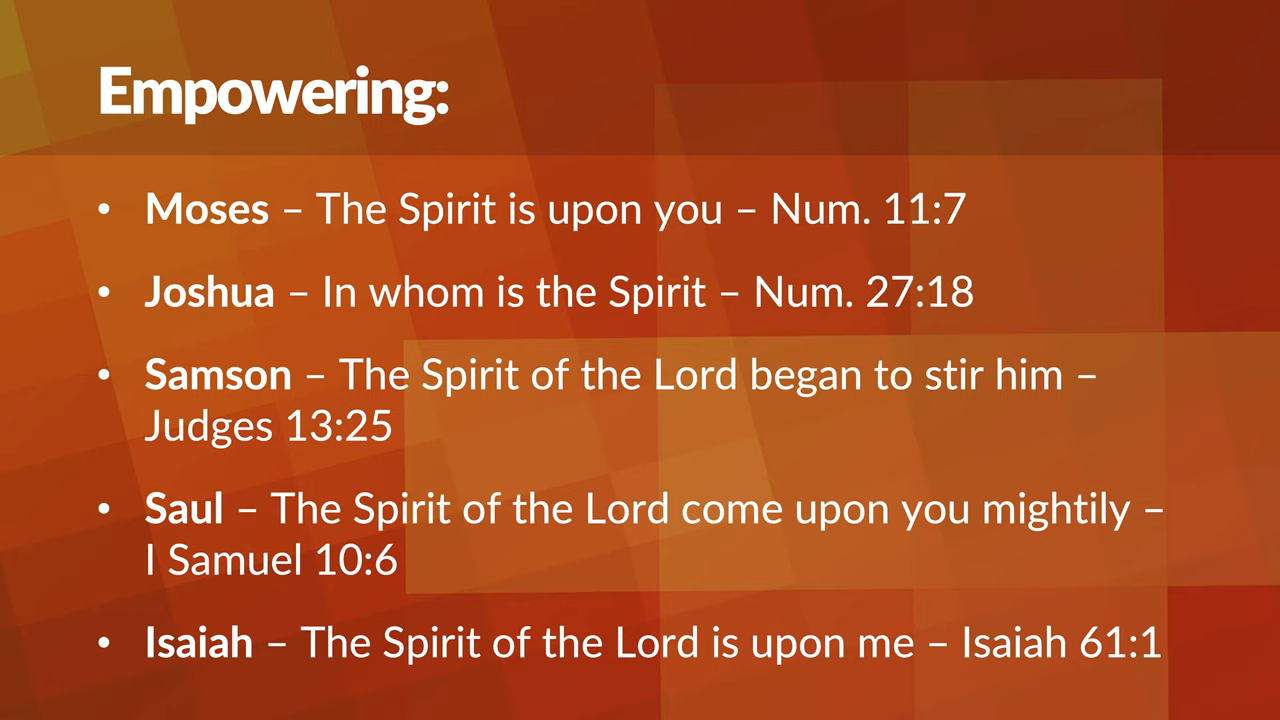 Empowering:
• Moses – The Spirit is upon you – Num. 11:7
• Joshua – In whom is the Spirit – Num. 27:18
• Samson – The Spirit of the Lord began to stir him –
Judges 13:25
• Saul – The Spirit of the Lord come upon you mightily –
I Samuel 10:6
• Isaiah – The Spirit of the Lord is upon me – Isaiah 61:1